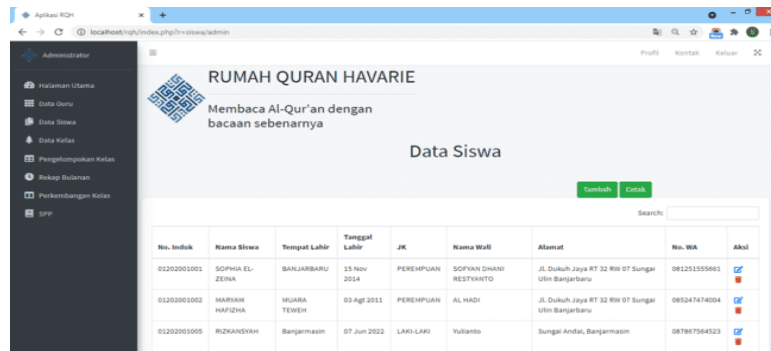 Aplikasi RQH
localhost/rqh/index.php?r=siswa/admin
Administrator
Profil Kontak Keluar
Halaman Utama
Data Guru
Data Siswa
Data Kelas
Pengelompokan Kelas
Rekap Bulanan
Perkembangan Kelas
SPP
RUMAH QURAN HAVARIE
Membaca Al-Qur'an dengan
bacaan sebenarnya
Data Siswa
Tambah Cetak
Search:
No. Induk Nama Siswa Tempat Lahir Tanggal Lahir JK Nama Wali Alamat No. WA Aksi
01202001001 SOPHIA EL-ZEINA BANJARBARU 15 Nov 2014 PEREMPUAN SOFYAN DHANI RESTYANTO Jl. Dukuh Jaya RT 32 RW 07 Sungai Ulin Banjarbaru 081251555661
01202001002 MARYAM HAFIZHA MUARA TEWEH 03 Agt 2011 PEREMPUAN AL HADI Jl. Dukuh Jaya RT 32 RW 07 Sungai Ulin Banjarbaru 085247474004
01202001005 RIZKANSYAH Banjarmasin 07 Jun 2022 LAKI-LAKI Yulianto Sungai Andai, Banjarmasin 087867564523